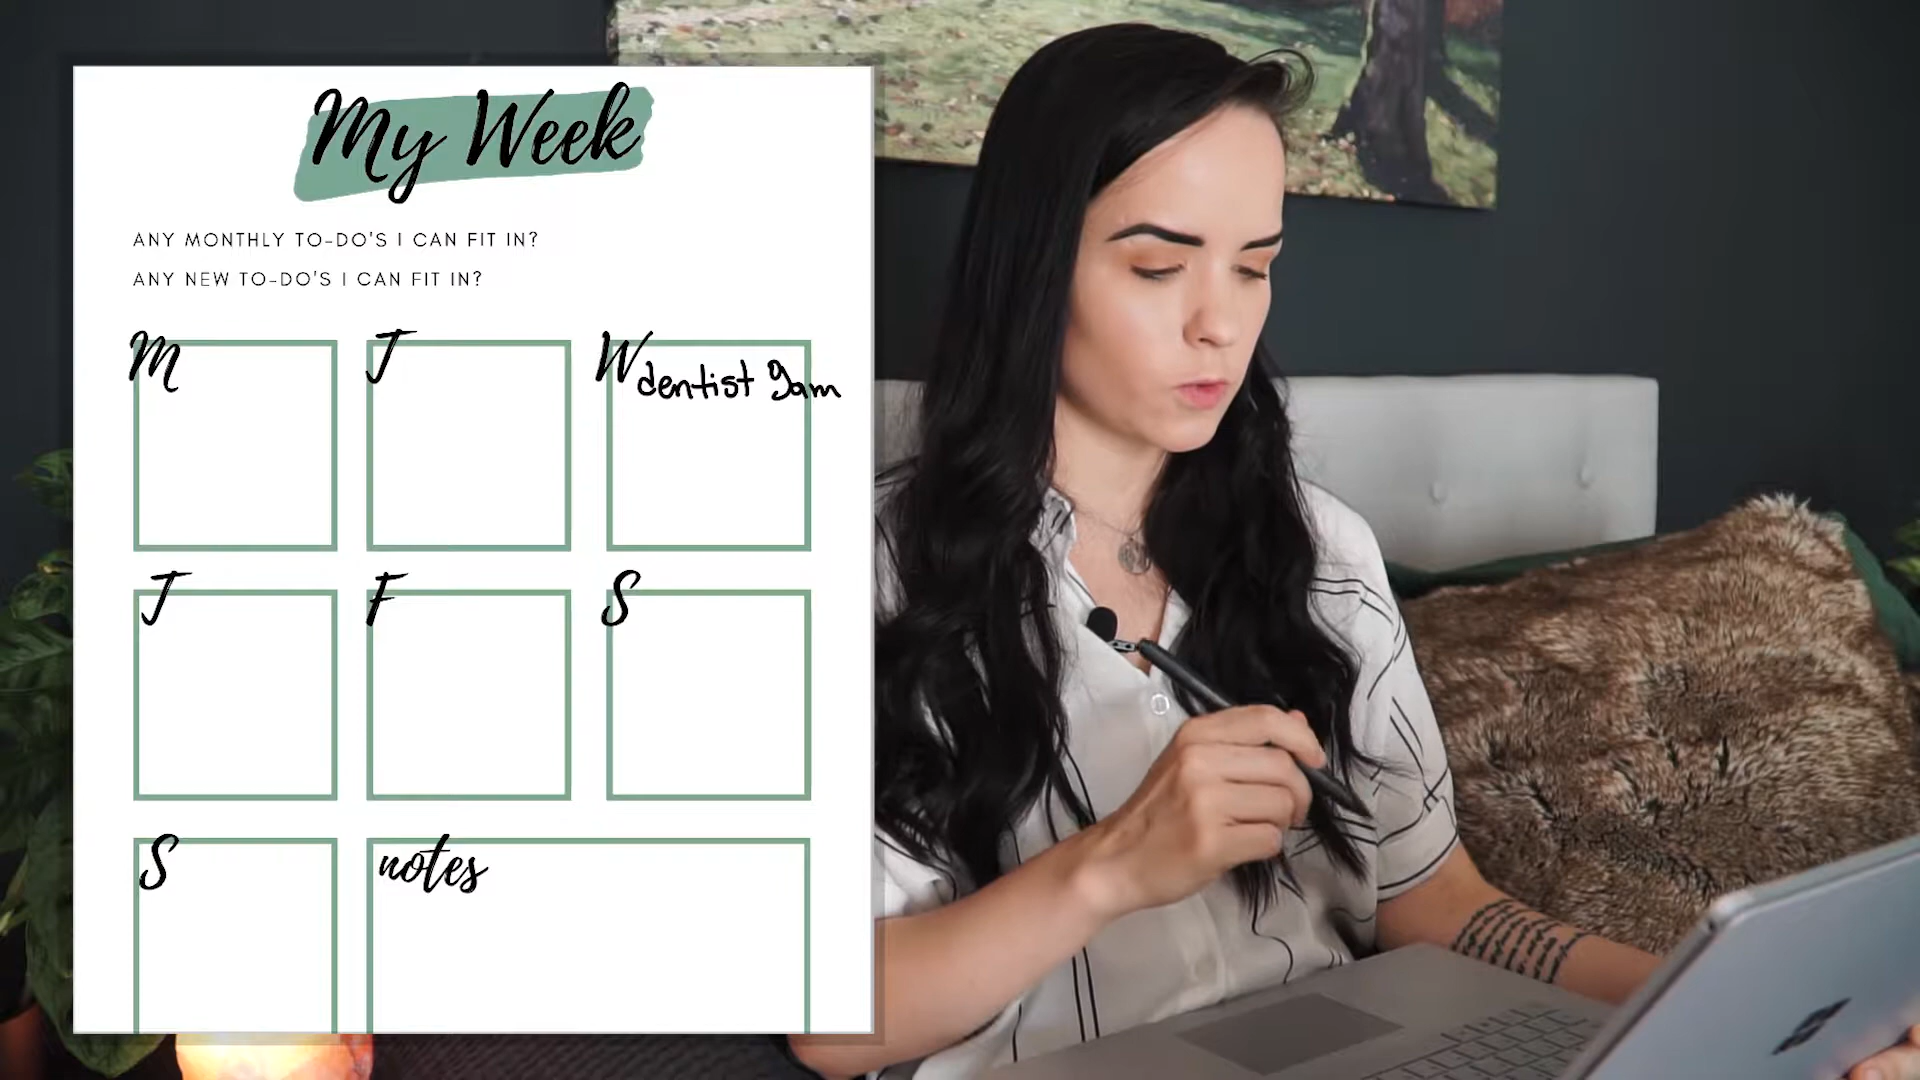 My Week
ANY MONTHLY TO-DO'S I CAN FIT IN?
ANY NEW TO-DO'S I CAN FIT IN?
M
T
W dentist 9am
T
F
S
S
notes